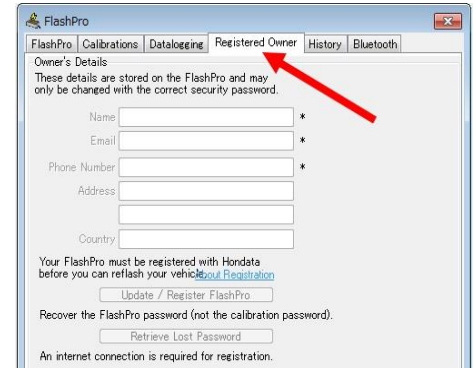 FlashPro
FlashPro Calibrations Datalogging Registered Owner History Bluetooth
Owner's Details
These details are stored on the FlashPro and may
only be changed with the correct security password.
Name *
Email *
Phone Number *
Address
Country
Your FlashPro must be registered with Hondata
before you can reflash your vehicle. About Registration
Update / Register FlashPro
Recover the FlashPro password (not the calibration password).
Retrieve Lost Password
An internet connection is required for registration.